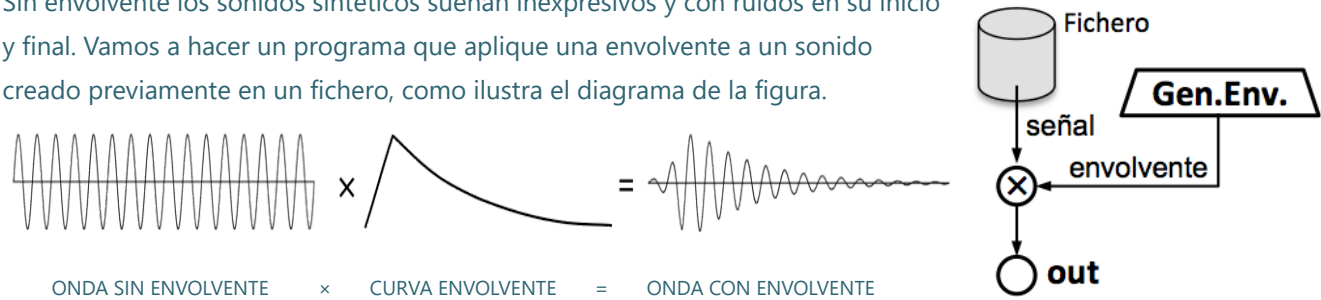 Sin envolvente los sonidos sintéticos suenan inexpresivos y con ruidos en su inicio
y final. Vamos a hacer un programa que aplique una envolvente a un sonido
creado previamente en un fichero, como ilustra el diagrama de la figura.
Fichero
Gen.Env.
señal
envolvente
×
out
×
=
ONDA SIN ENVOLVENTE × CURVA ENVOLVENTE = ONDA CON ENVOLVENTE